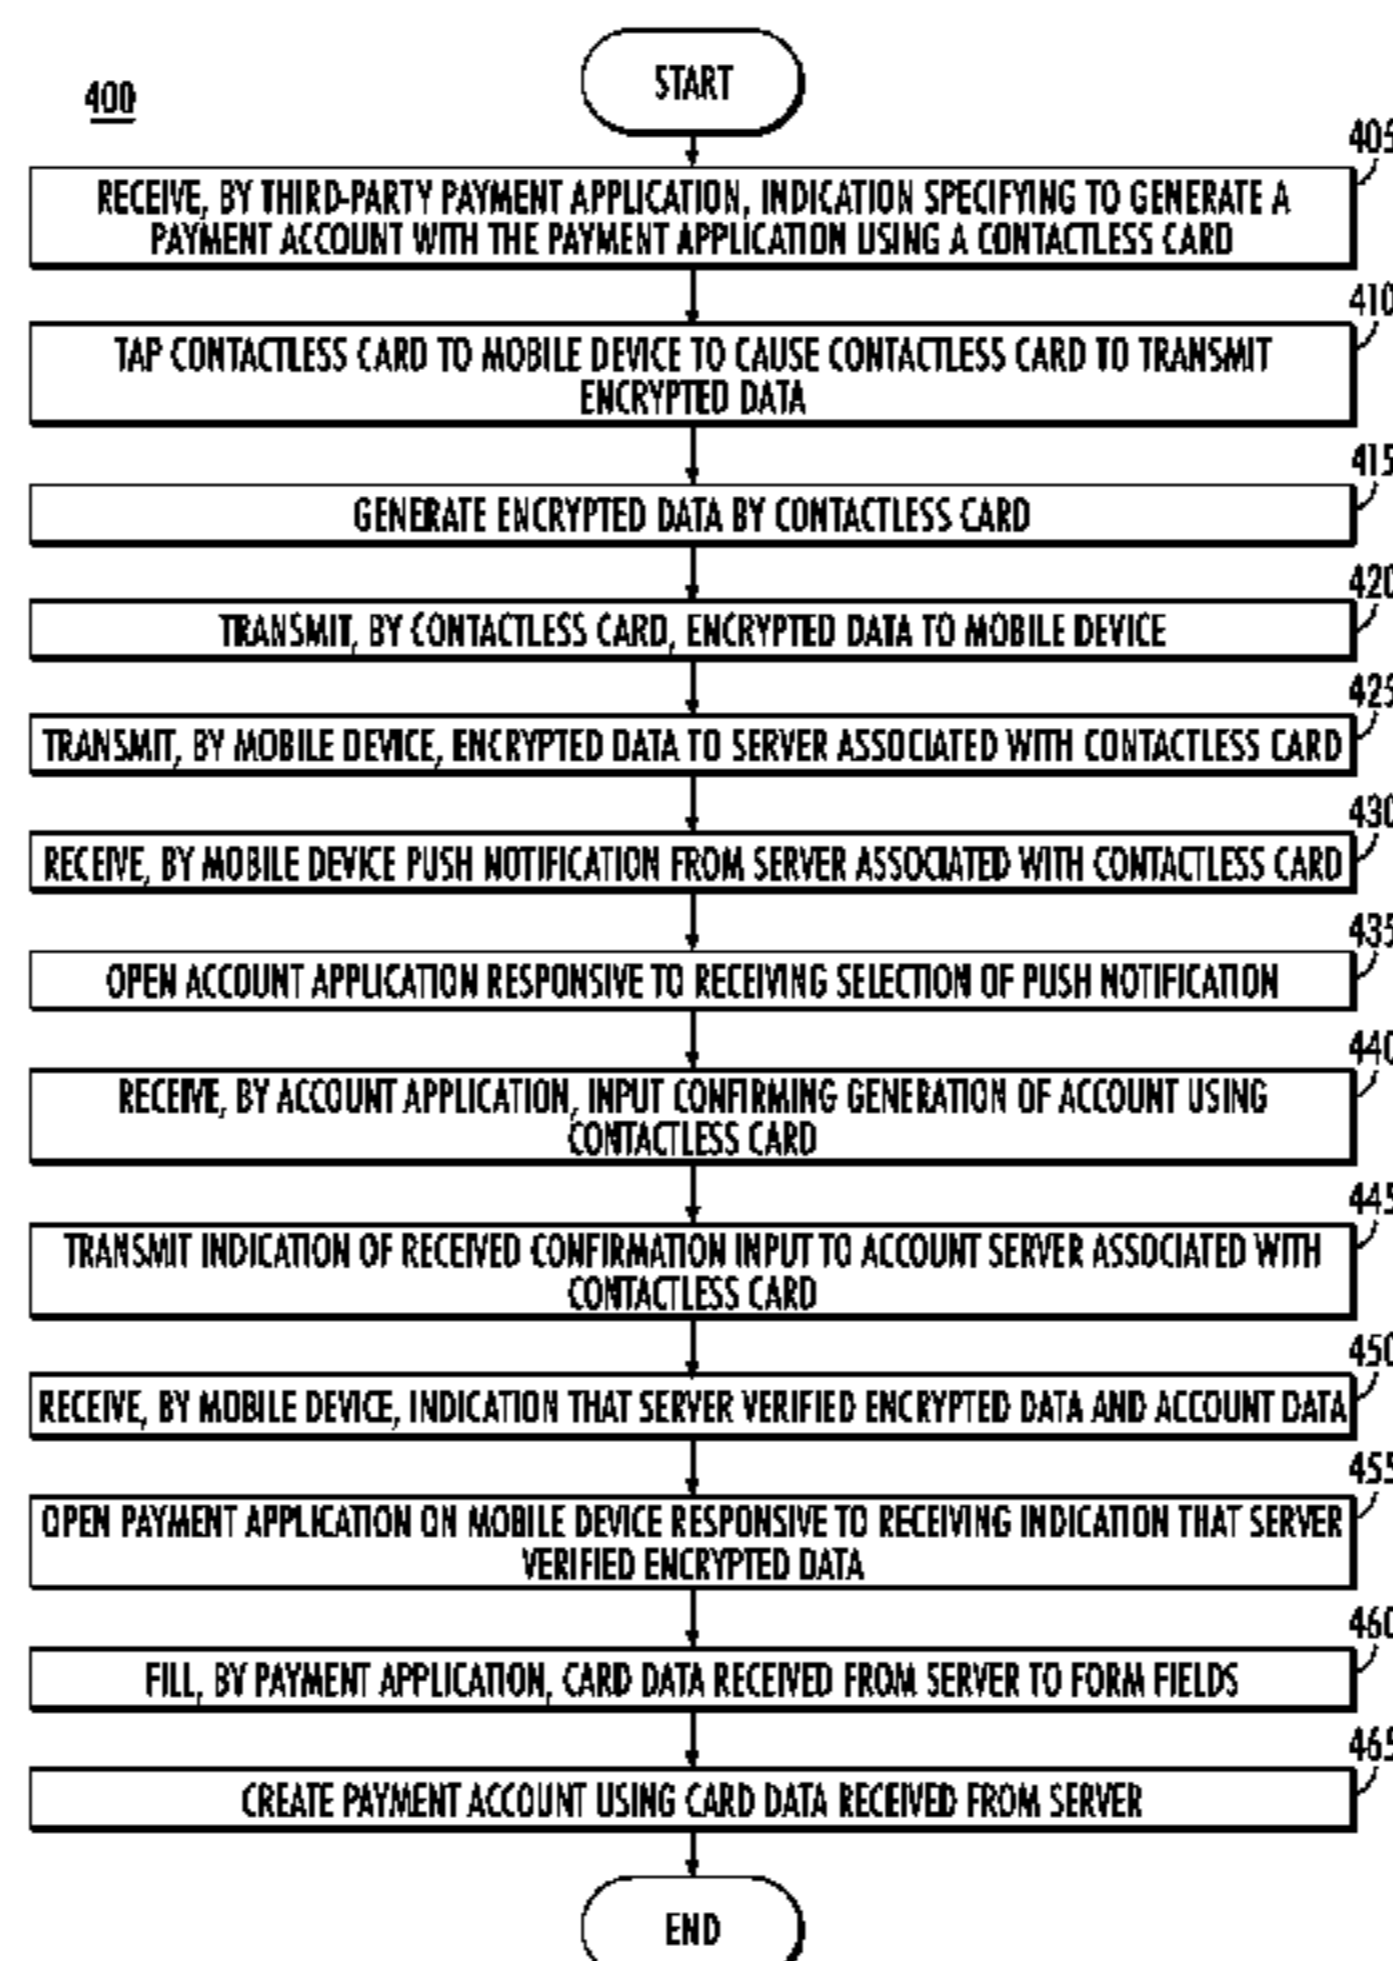 400
START
405
RECEIVE, BY THIRD-PARTY PAYMENT APPLICATION, INDICATION SPECIFYING TO GENERATE A
PAYMENT ACCOUNT WITH THE PAYMENT APPLICATION USING A CONTACTLESS CARD
410
TAP CONTACTLESS CARD TO MOBILE DEVICE TO CAUSE CONTACTLESS CARD TO TRANSMIT
ENCRYPTED DATA
415
GENERATE ENCRYPTED DATA BY CONTACTLESS CARD
420
TRANSMIT, BY CONTACTLESS CARD, ENCRYPTED DATA TO MOBILE DEVICE
425
TRANSMIT, BY MOBILE DEVICE, ENCRYPTED DATA TO SERVER ASSOCIATED WITH CONTACTLESS CARD
430
RECEIVE, BY MOBILE DEVICE PUSH NOTIFICATION FROM SERVER ASSOCIATED WITH CONTACTLESS CARD
435
OPEN ACCOUNT APPLICATION RESPONSIVE TO RECEIVING SELECTION OF PUSH NOTIFICATION
440
RECEIVE, BY ACCOUNT APPLICATION, INPUT CONFIRMING GENERATION OF ACCOUNT USING
CONTACTLESS CARD
445
TRANSMIT INDICATION OF RECEIVED CONFIRMATION INPUT TO ACCOUNT SERVER ASSOCIATED WITH
CONTACTLESS CARD
450
RECEIVE, BY MOBILE DEVICE, INDICATION THAT SERVER VERIFIED ENCRYPTED DATA AND ACCOUNT DATA
455
OPEN PAYMENT APPLICATION ON MOBILE DEVICE RESPONSIVE TO RECEIVING INDICATION THAT SERVER
VERIFIED ENCRYPTED DATA
460
FILL, BY PAYMENT APPLICATION, CARD DATA RECEIVED FROM SERVER TO FORM FIELDS
465
CREATE PAYMENT ACCOUNT USING CARD DATA RECEIVED FROM SERVER
END